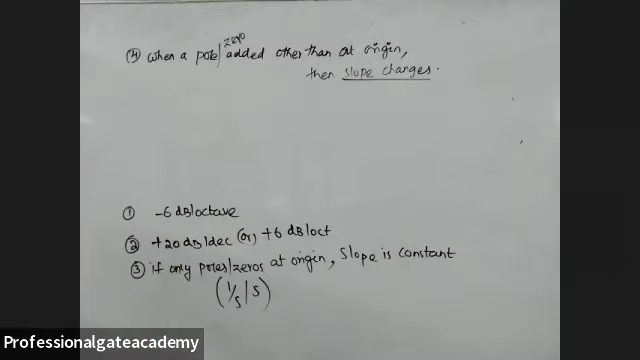 ④ When a pole/zero added other than at origin,
then slope changes.
① -6 dB/octave
② +20 dB/dec (or) +6 dB/oct
③ if only poles/zeros at origin, slope is constant
(1/s / s)
Professionalgateacademy